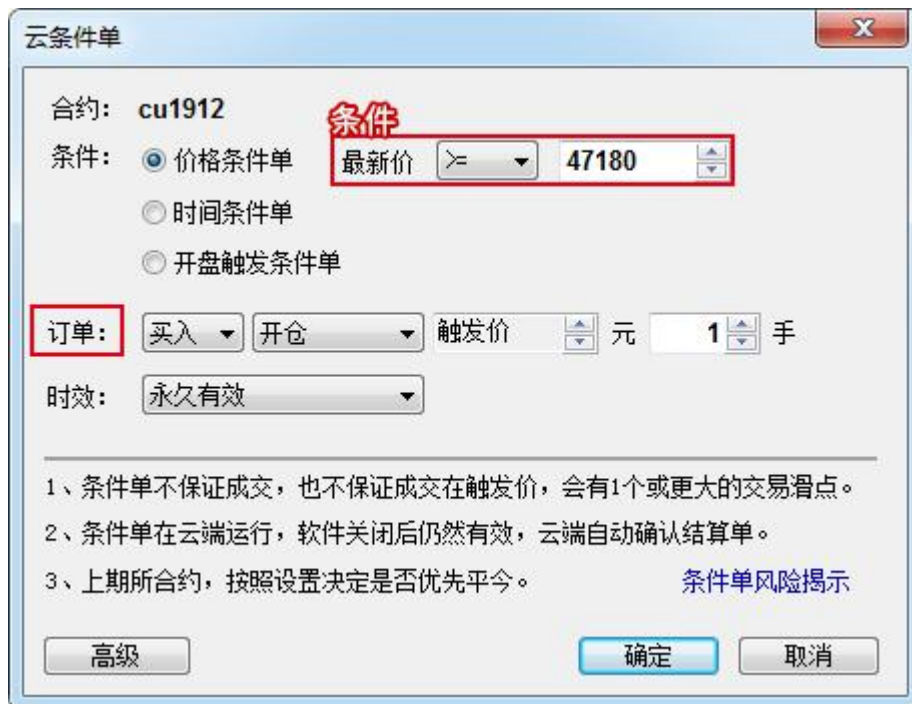 云条件单
合约： cu1912
条件
条件： 价格条件单 最新价 >= 47180
时间条件单
开盘触发条件单
订单： 买入 开仓 触发价 元 1 手
时效： 永久有效
1、条件单不保证成交，也不保证成交在触发价，会有1个或更大的交易滑点。
2、条件单在云端运行，软件关闭后仍然有效，云端自动确认结算单。
3、上期所合约，按照设置决定是否优先平今。 条件单风险揭示
高级 确定 取消